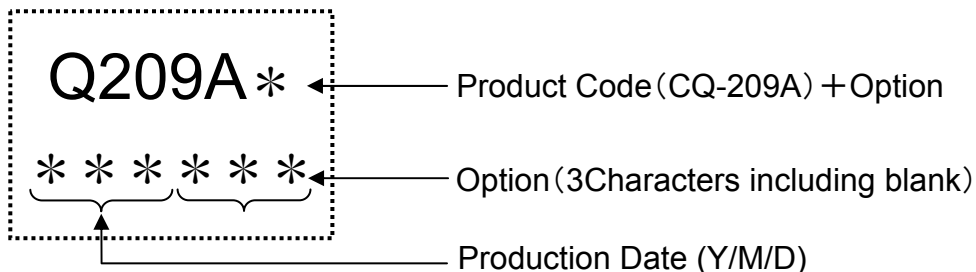 Q209A＊
Product Code（CQ-209A）＋Option
＊＊＊＊＊＊
Option（3Characters including blank）
Production Date (Y/M/D)